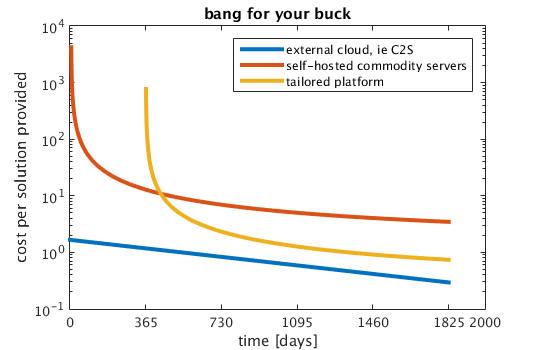 bang for your buck
external cloud, ie C2S
self-hosted commodity servers
tailored platform
cost per solution provided
10^4
10^3
10^2
10^1
10^0
10^-1
0 365 730 1095 1460 1825 2000
time [days]